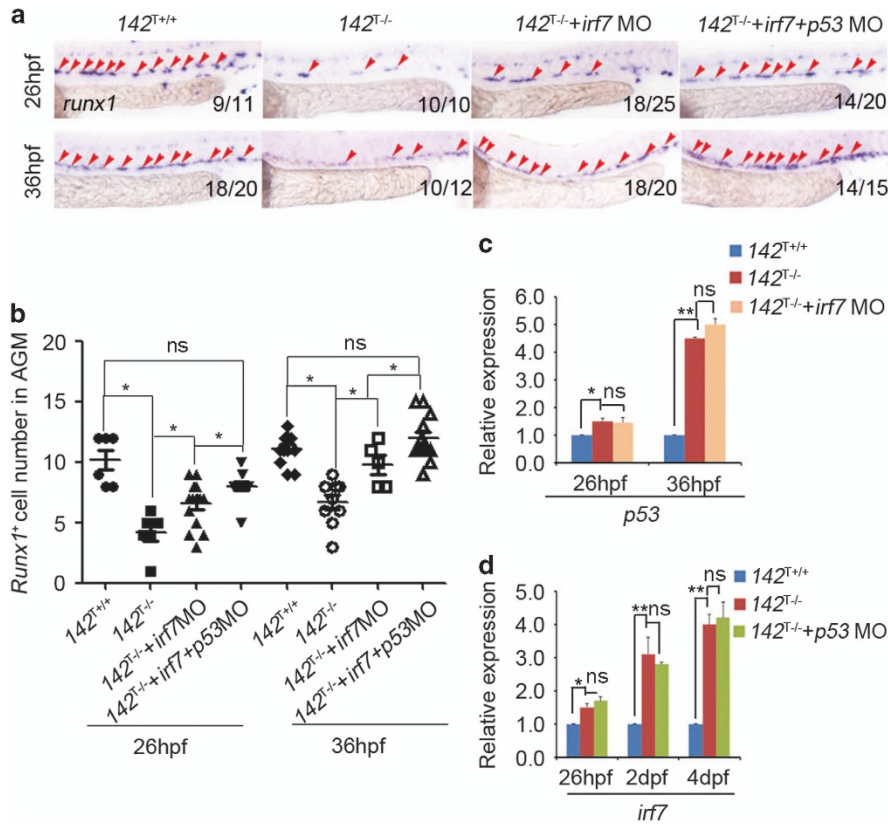 a
142ᵀ⁺/⁺ 142ᵀ⁻/⁻ 142ᵀ⁻/⁻+irf7 MO 142ᵀ⁻/⁻+irf7+p53 MO
26hpf
runx1 9/11 10/10 18/25 14/20
36hpf
18/20 10/12 18/20 14/15
b
Runx1⁺ cell number in AGM
20
15
10
5
0
ns
*
*
*
ns
*
*
*
142ᵀ⁺/⁺
142ᵀ⁻/⁻
142ᵀ⁻/⁻+irf7MO
142ᵀ⁻/⁻+irf7+p53MO
142ᵀ⁺/⁺
142ᵀ⁻/⁻
142ᵀ⁻/⁻+irf7MO
142ᵀ⁻/⁻+irf7+p53MO
26hpf 36hpf
c
142ᵀ⁺/⁺
142ᵀ⁻/⁻
142ᵀ⁻/⁻+irf7 MO
Relative expression
6.0
5.0
4.0
3.0
2.0
1.0
0.0
* ns
** ns
26hpf 36hpf
p53
d
142ᵀ⁺/⁺
142ᵀ⁻/⁻
142ᵀ⁻/⁻+p53 MO
Relative expression
5.0
4.0
3.0
2.0
1.0
0.0
* ns
** ns
** ns
26hpf 2dpf 4dpf
irf7